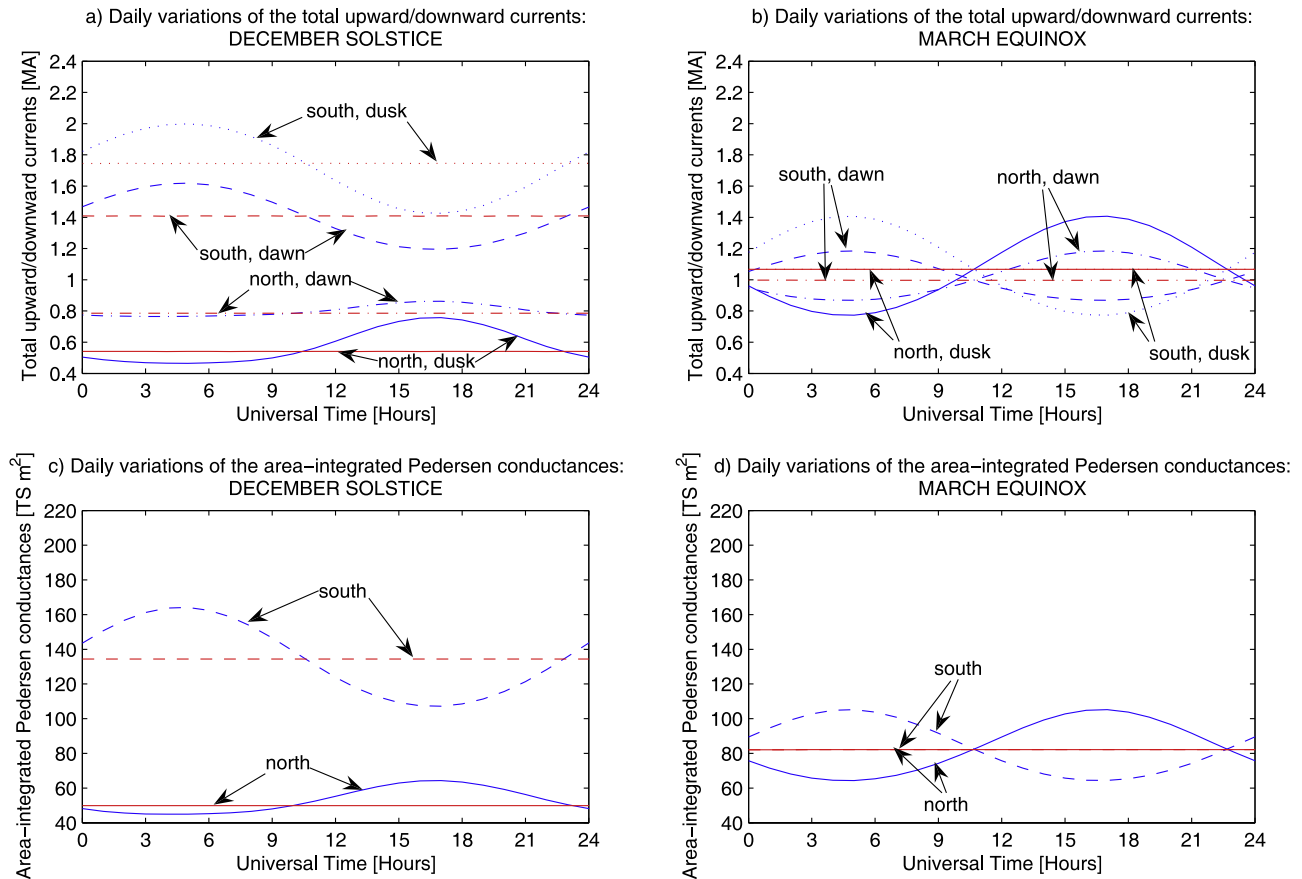 a) Daily variations of the total upward/downward currents:
DECEMBER SOLSTICE
Total upward/downward currents [MA]
2.4
2.2
2
1.8
1.6
1.4
1.2
1
0.8
0.6
0.4
south, dusk
south, dawn
north, dawn
north, dusk
0 3 6 9 12 15 18 21 24
Universal Time [Hours]
b) Daily variations of the total upward/downward currents:
MARCH EQUINOX
Total upward/downward currents [MA]
2.4
2.2
2
1.8
1.6
1.4
1.2
1
0.8
0.6
0.4
south, dawn
north, dawn
north, dusk
south, dusk
0 3 6 9 12 15 18 21 24
Universal Time [Hours]
c) Daily variations of the area−integrated Pedersen conductances:
DECEMBER SOLSTICE
Area−integrated Pedersen conductances [TS m²]
220
200
180
160
140
120
100
80
60
40
south
north
0 3 6 9 12 15 18 21 24
Universal Time [Hours]
d) Daily variations of the area−integrated Pedersen conductances:
MARCH EQUINOX
Area−integrated Pedersen conductances [TS m²]
220
200
180
160
140
120
100
80
60
40
south
north
0 3 6 9 12 15 18 21 24
Universal Time [Hours]